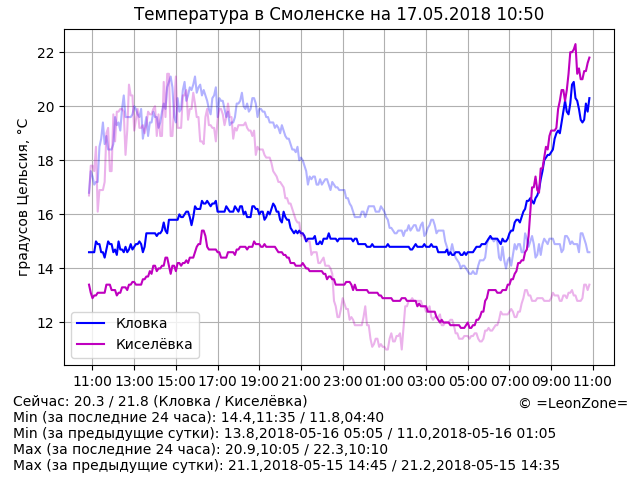 Температура в Смоленске на 17.05.2018 10:50
градусов Цельсия, °C
22
20
18
16
14
12
Кловка
Киселёвка
11:00 13:00 15:00 17:00 19:00 21:00 23:00 01:00 03:00 05:00 07:00 09:00 11:00
Сейчас: 20.3 / 21.8 (Кловка / Киселёвка)
© =LeonZone=
Min (за последние 24 часа): 14.4,11:35 / 11.8,04:40
Min (за предыдущие сутки): 13.8,2018-05-16 05:05 / 11.0,2018-05-16 01:05
Max (за последние 24 часа): 20.9,10:05 / 22.3,10:10
Max (за предыдущие сутки): 21.1,2018-05-15 14:45 / 21.2,2018-05-15 14:35